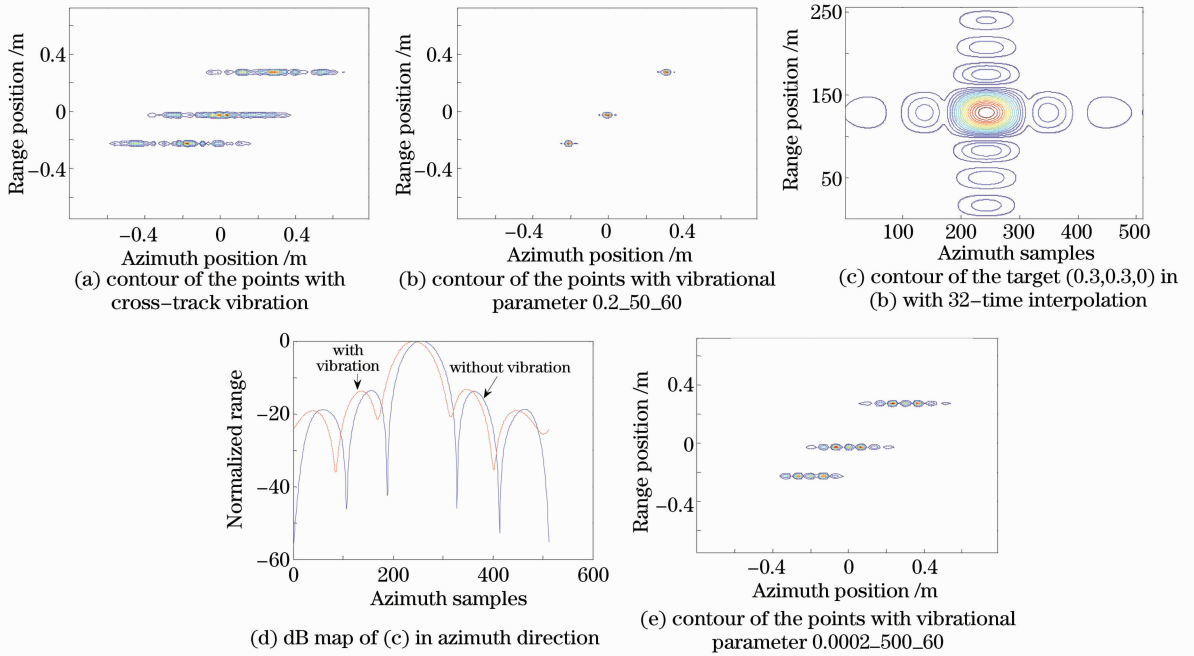 Range position /m
0.4
0
−0.4
−0.4
0
0.4
Azimuth position /m
(a) contour of the points with
cross−track vibration
Range position /m
0.4
0
−0.4
−0.4
0
0.4
Azimuth position /m
(b) contour of the points with vibrational
parameter 0.2_50_60
Range position /m
250
150
50
100
200
300
400
500
Azimuth samples
(c) contour of the target (0.3,0.3,0) in
(b) with 32−time interpolation
Normalized range
0
−20
−40
−60
with
vibration
without vibration
0
200
400
600
Azimuth samples
(d) dB map of (c) in azimuth direction
Range position /m
0.4
0
−0.4
−0.4
0
0.4
Azimuth position /m
(e) contour of the points with vibrational
parameter 0.0002_500_60